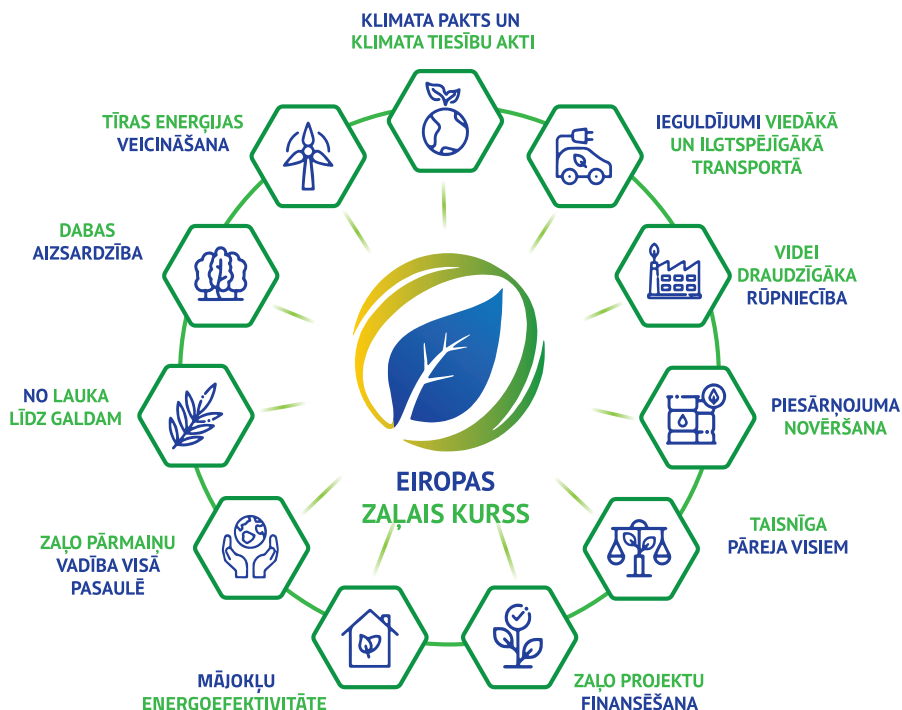 KLIMATA PAKTS UN
KLIMATA TIESĪBU AKTI
IEGULDĪJUMI VIEDĀKĀ
UN ILGTSPĒJĪGĀKĀ
TRANSPORTĀ
VIDEI
DRAUDZĪGĀKA
RŪPNIECĪBA
PIESĀRŅOJUMA
NOVĒRŠANA
TAISNĪGA
PĀREJA VISIEM
ZAĻO PROJEKTU
FINANSĒŠANA
MĀJOKĻU
ENERGOEFEKTIVITĀTE
ZAĻO PĀRMAIŅU
VADĪBA VISĀ
PASAULĒ
NO LAUKA
LĪDZ GALDAM
DABAS
AIZSARDZĪBA
TĪRAS ENERĢIJAS
VEICINĀŠANA
EIROPAS
ZAĻAIS KURSS